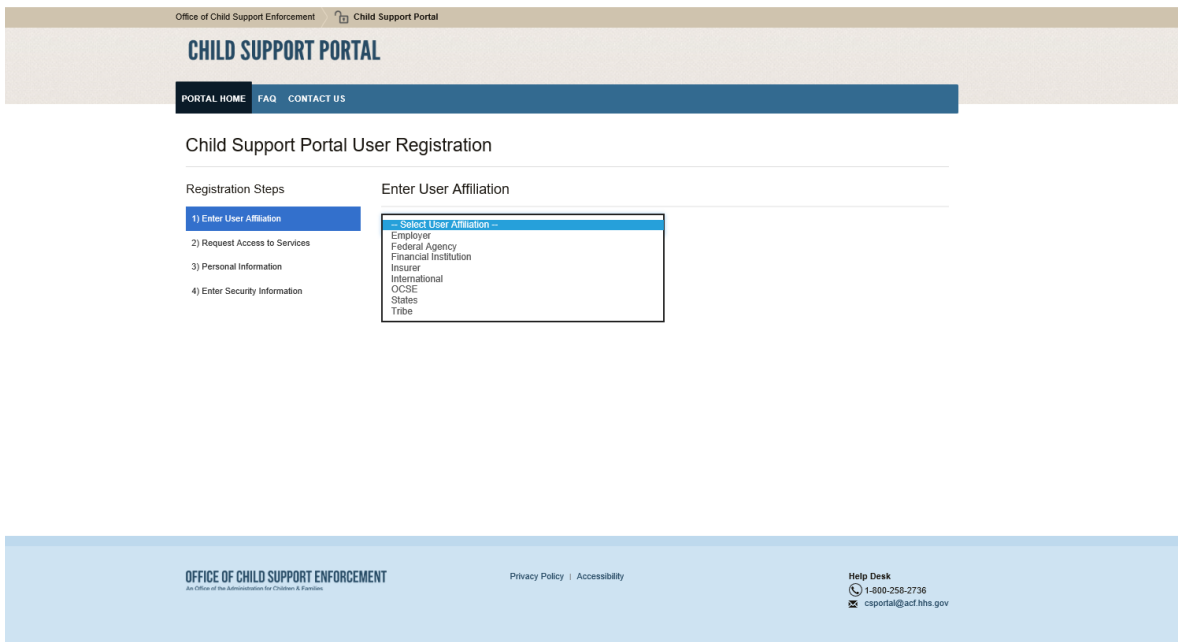 Office of Child Support Enforcement
Child Support Portal
CHILD SUPPORT PORTAL
PORTAL HOME FAQ CONTACT US
Child Support Portal User Registration
Registration Steps
1) Enter User Affiliation
2) Request Access to Services
3) Personal Information
4) Enter Security Information
Enter User Affiliation
-- Select User Affiliation --
Employer
Federal Agency
Financial Institution
Insurer
International
OCSE
States
Tribe
OFFICE OF CHILD SUPPORT ENFORCEMENT
An Office of the Administration for Children & Families
Privacy Policy | Accessibility
Help Desk
1-800-258-2736
csportal@acf.hhs.gov